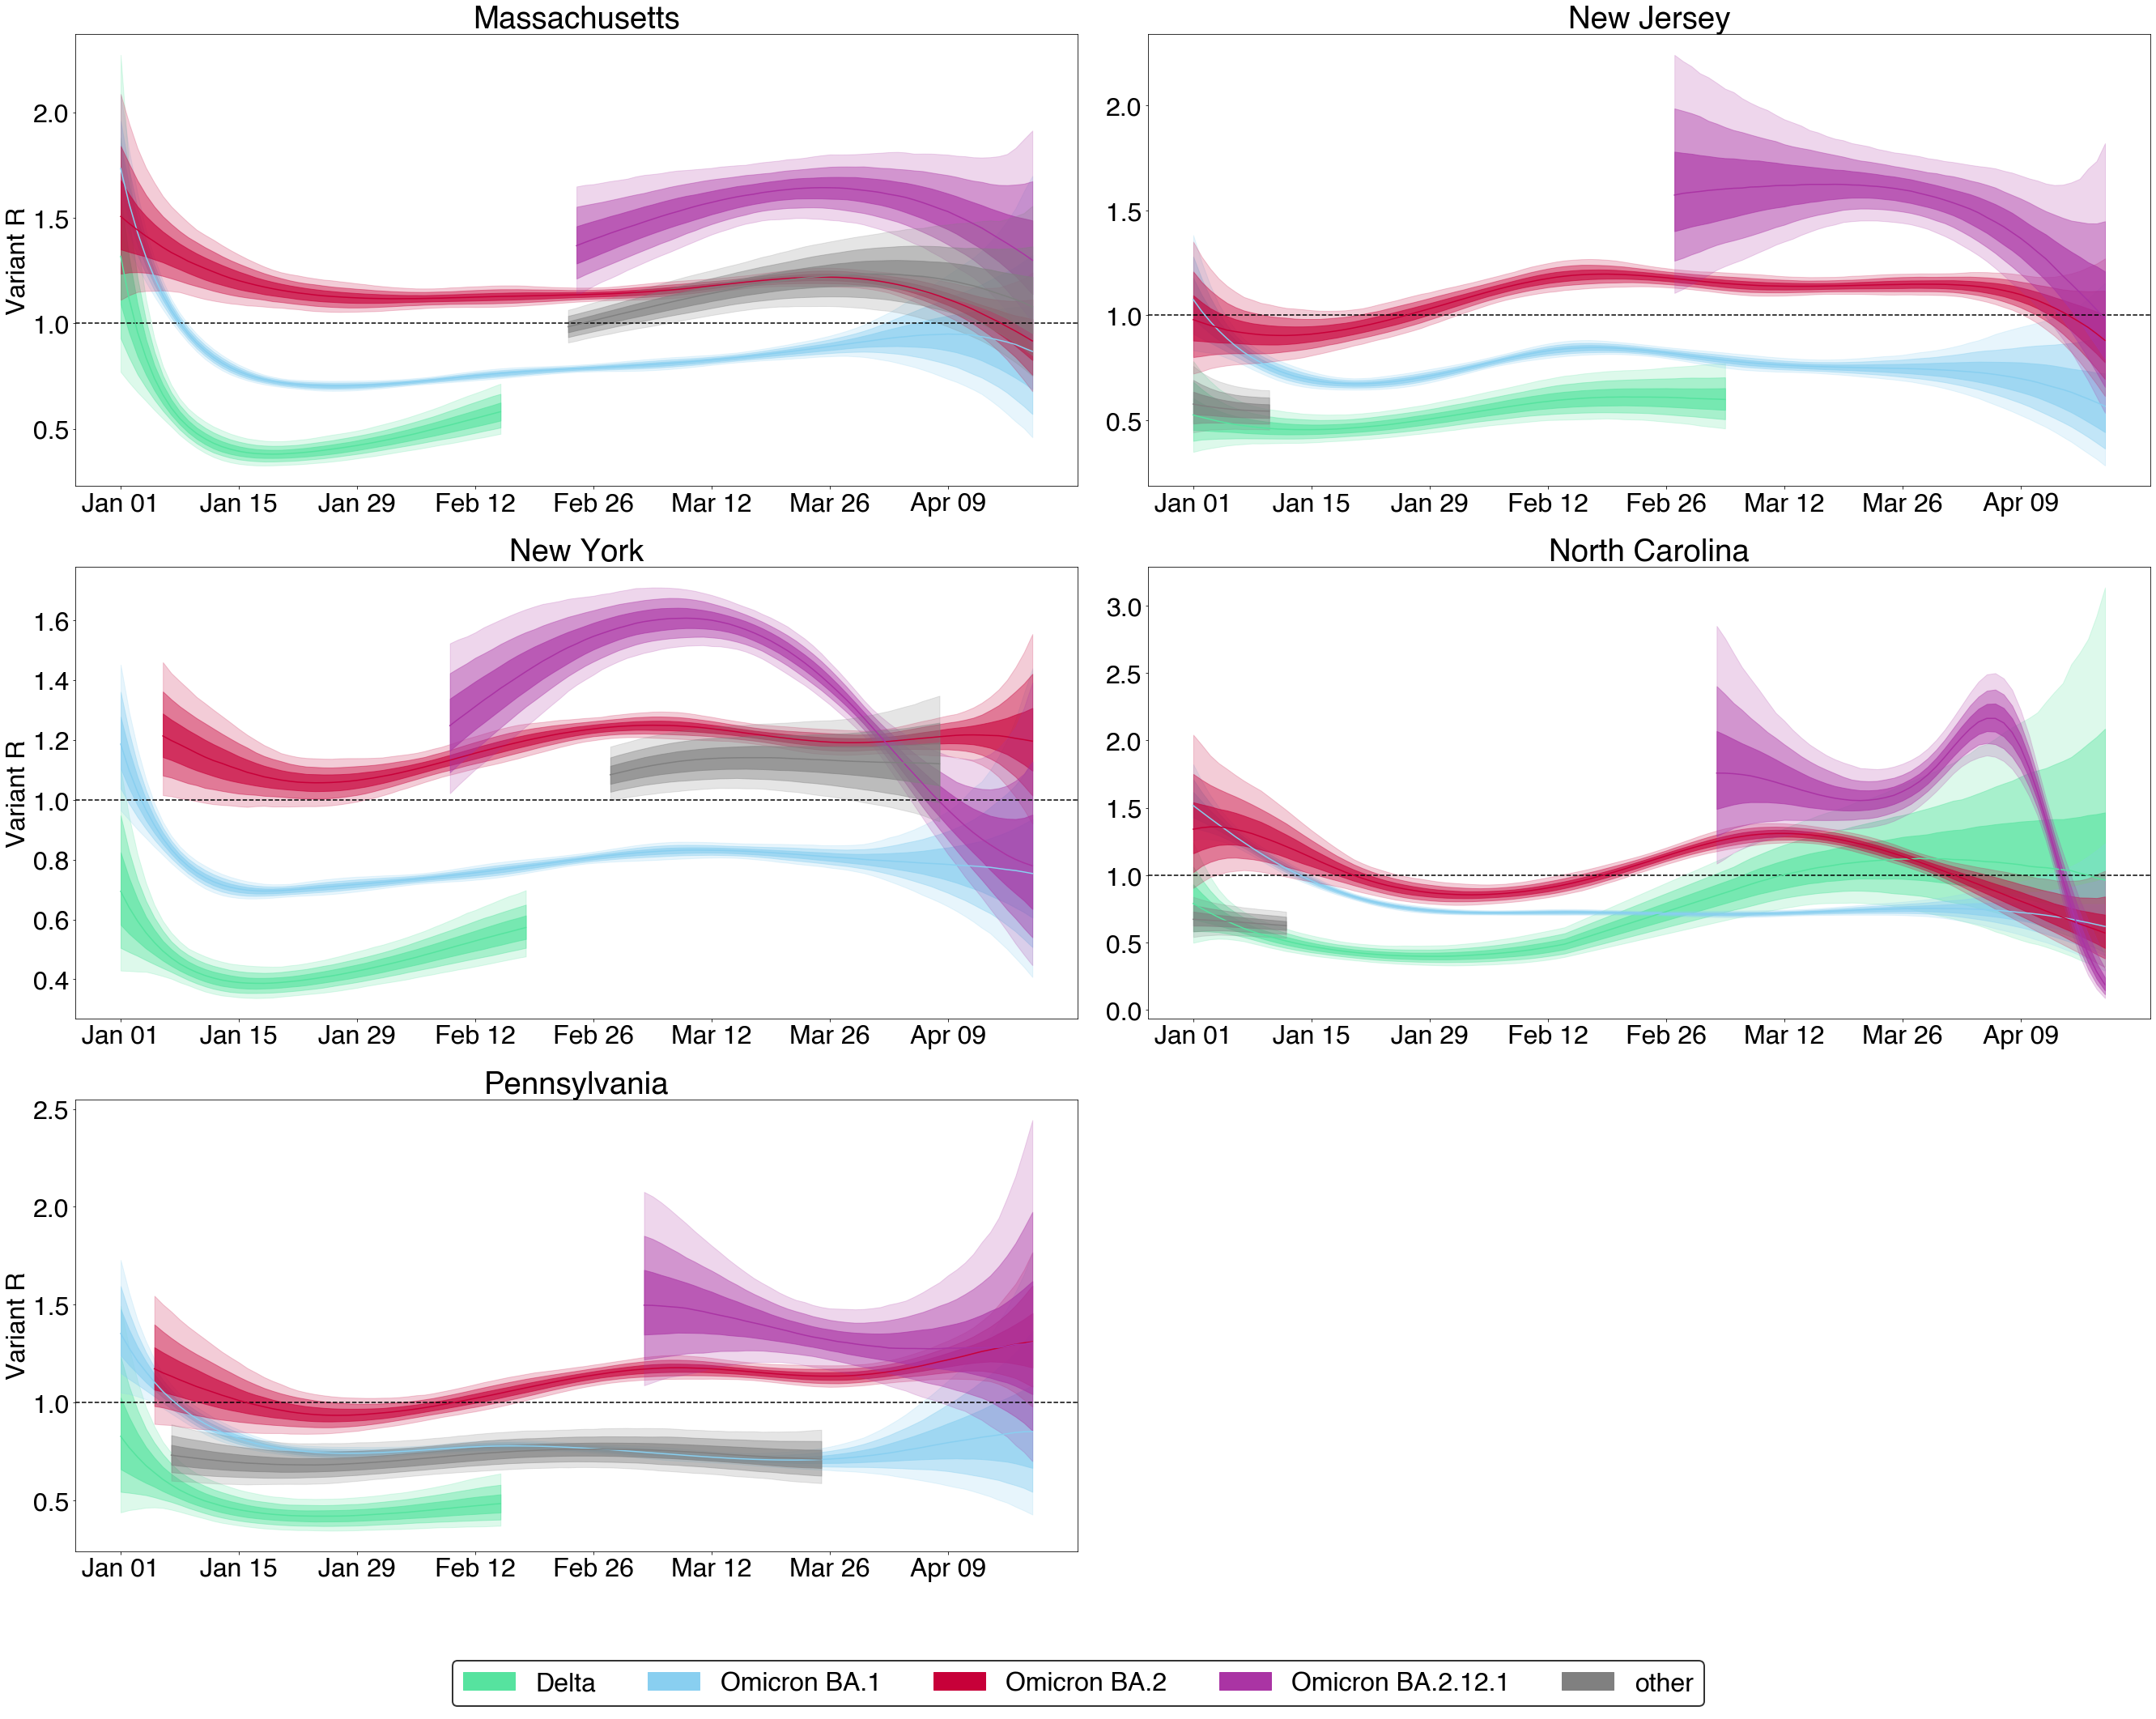 Massachusetts
Variant R
2.0
1.5
1.0
0.5
Jan 01 Jan 15 Jan 29 Feb 12 Feb 26 Mar 12 Mar 26 Apr 09
New Jersey
2.0
1.5
1.0
0.5
Jan 01 Jan 15 Jan 29 Feb 12 Feb 26 Mar 12 Mar 26 Apr 09
New York
Variant R
1.6
1.4
1.2
1.0
0.8
0.6
0.4
Jan 01 Jan 15 Jan 29 Feb 12 Feb 26 Mar 12 Mar 26 Apr 09
North Carolina
3.0
2.5
2.0
1.5
1.0
0.5
0.0
Jan 01 Jan 15 Jan 29 Feb 12 Feb 26 Mar 12 Mar 26 Apr 09
Pennsylvania
Variant R
2.5
2.0
1.5
1.0
0.5
Jan 01 Jan 15 Jan 29 Feb 12 Feb 26 Mar 12 Mar 26 Apr 09
Delta Omicron BA.1 Omicron BA.2 Omicron BA.2.12.1 other